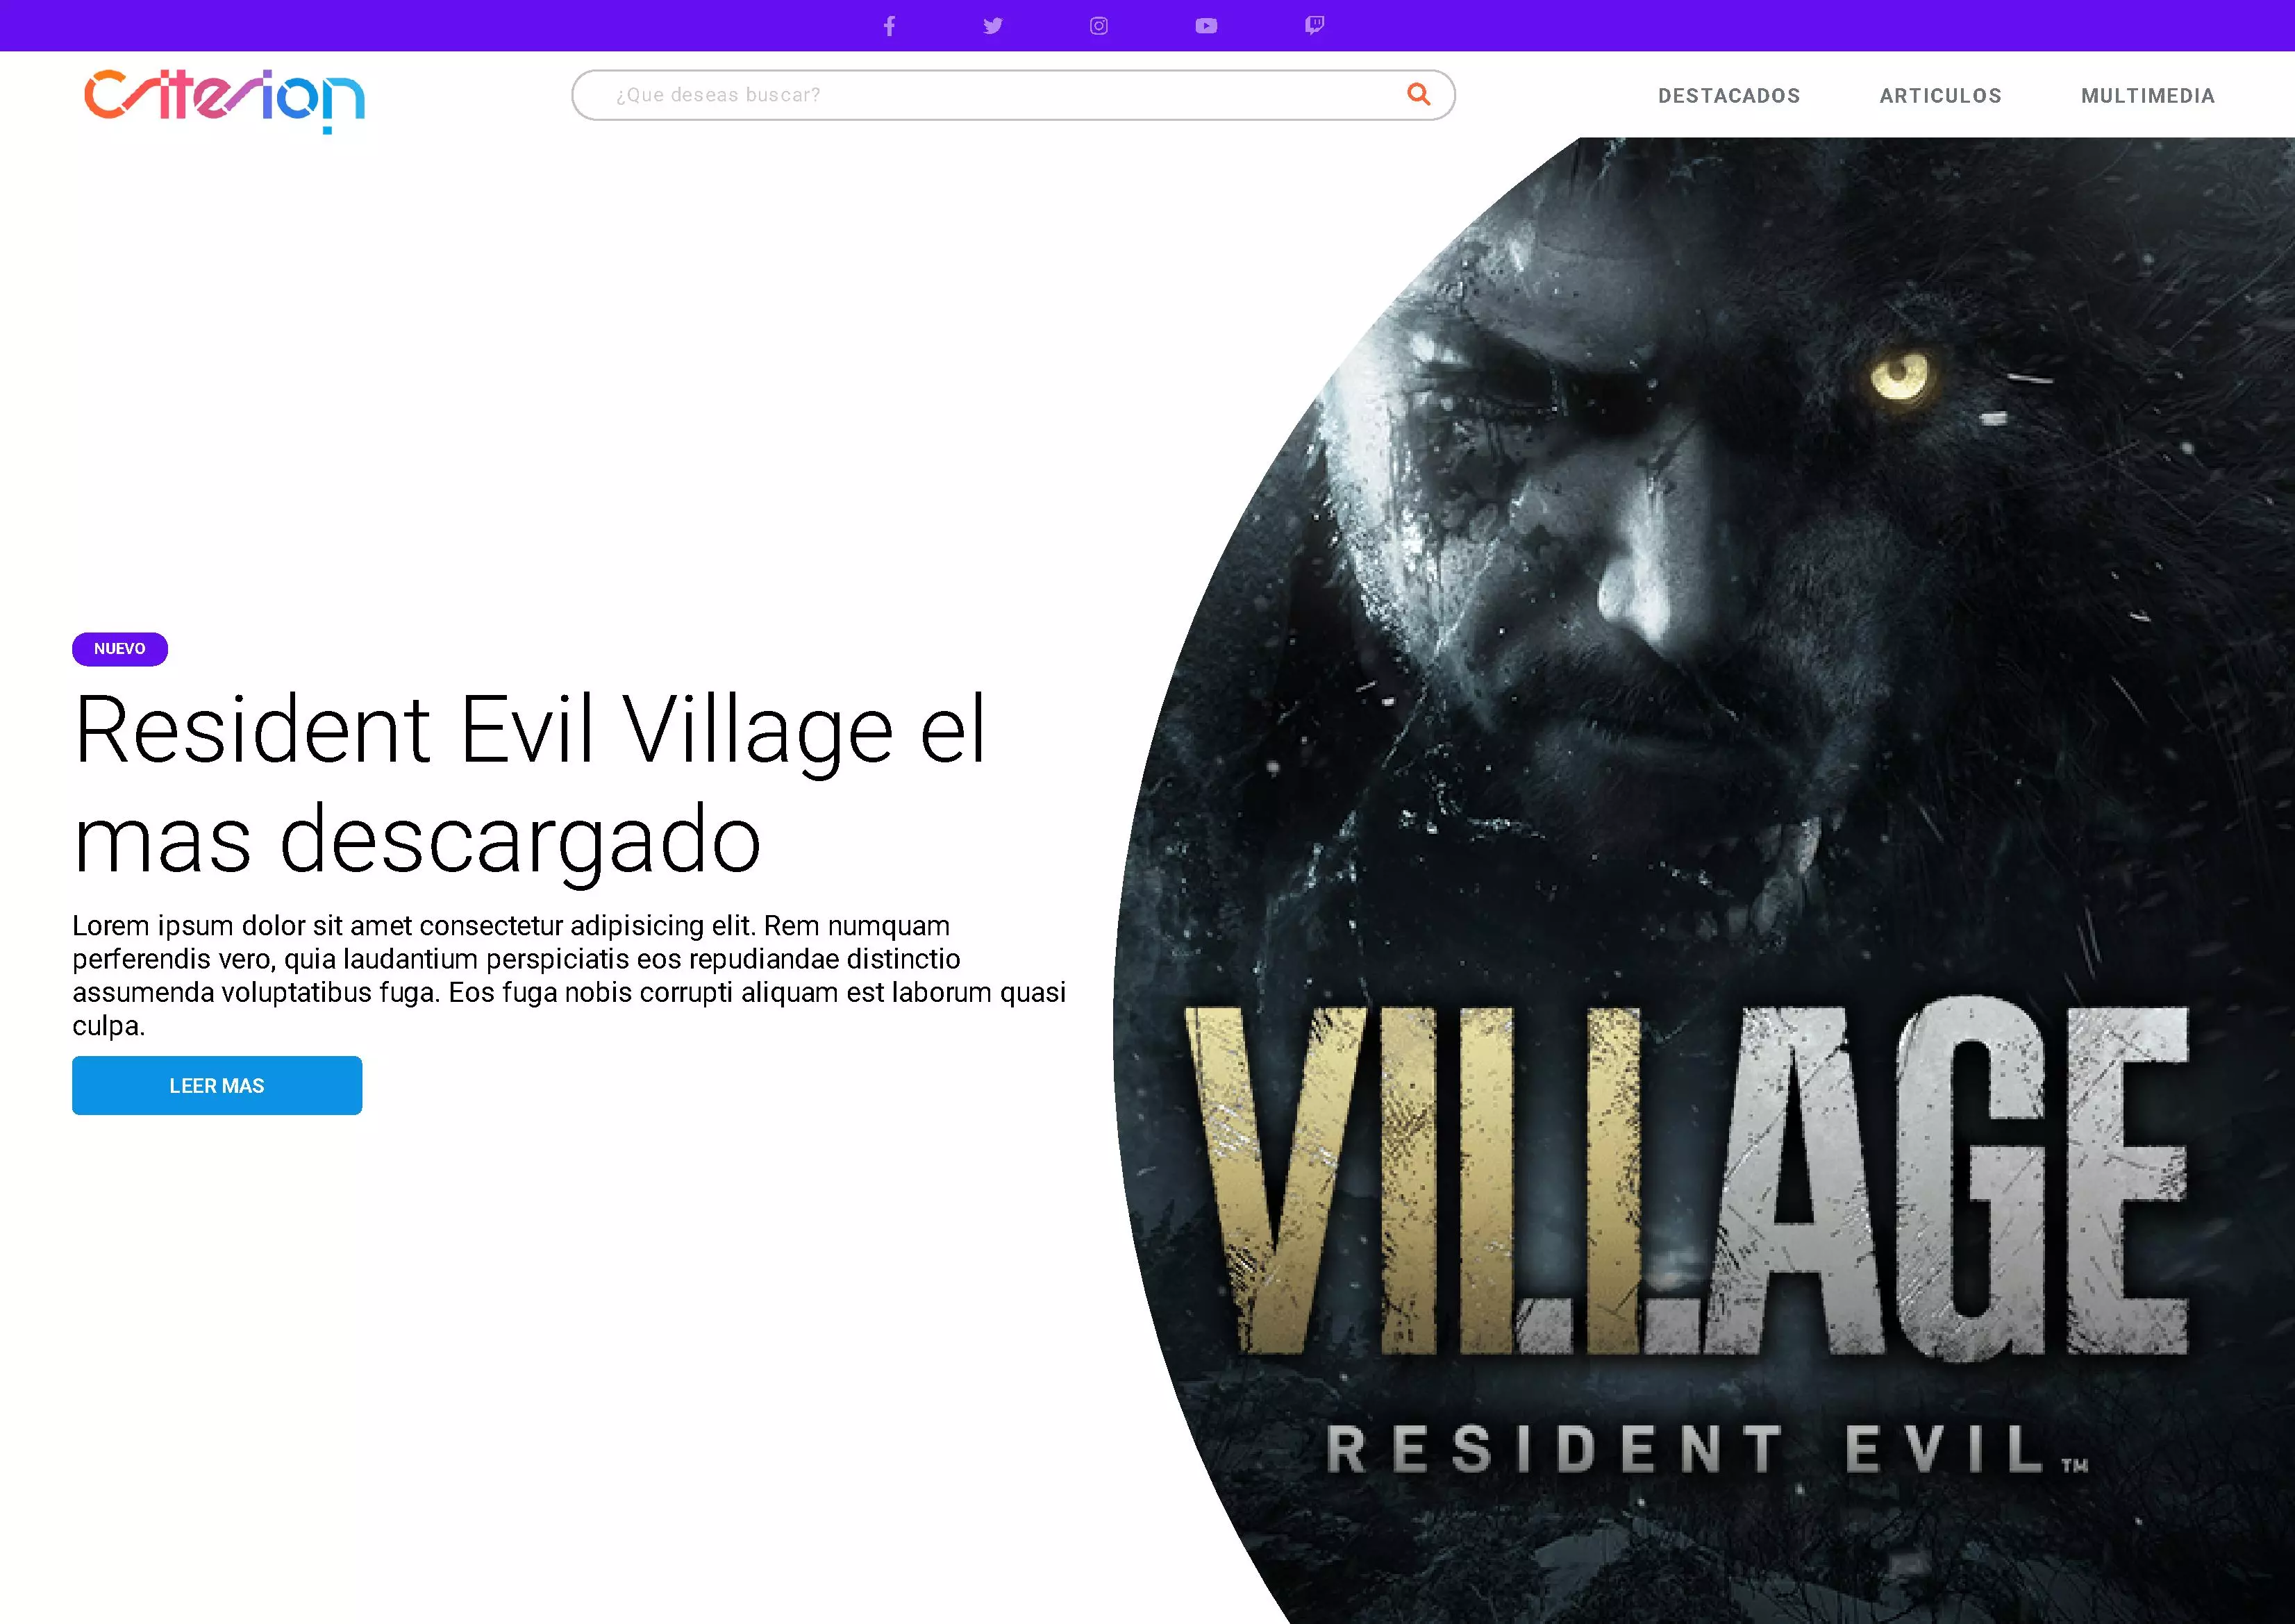 Criterion
¿Que deseas buscar?
DESTACADOS
ARTICULOS
MULTIMEDIA
NUEVO
Resident Evil Village el
mas descargado
Lorem ipsum dolor sit amet consectetur adipisicing elit. Rem numquam
perferendis vero, quia laudantium perspiciatis eos repudiandae distinctio
assumenda voluptatibus fuga. Eos fuga nobis corrupti aliquam est laborum quasi
culpa.
LEER MAS
VILLAGE
RESIDENT EVIL™